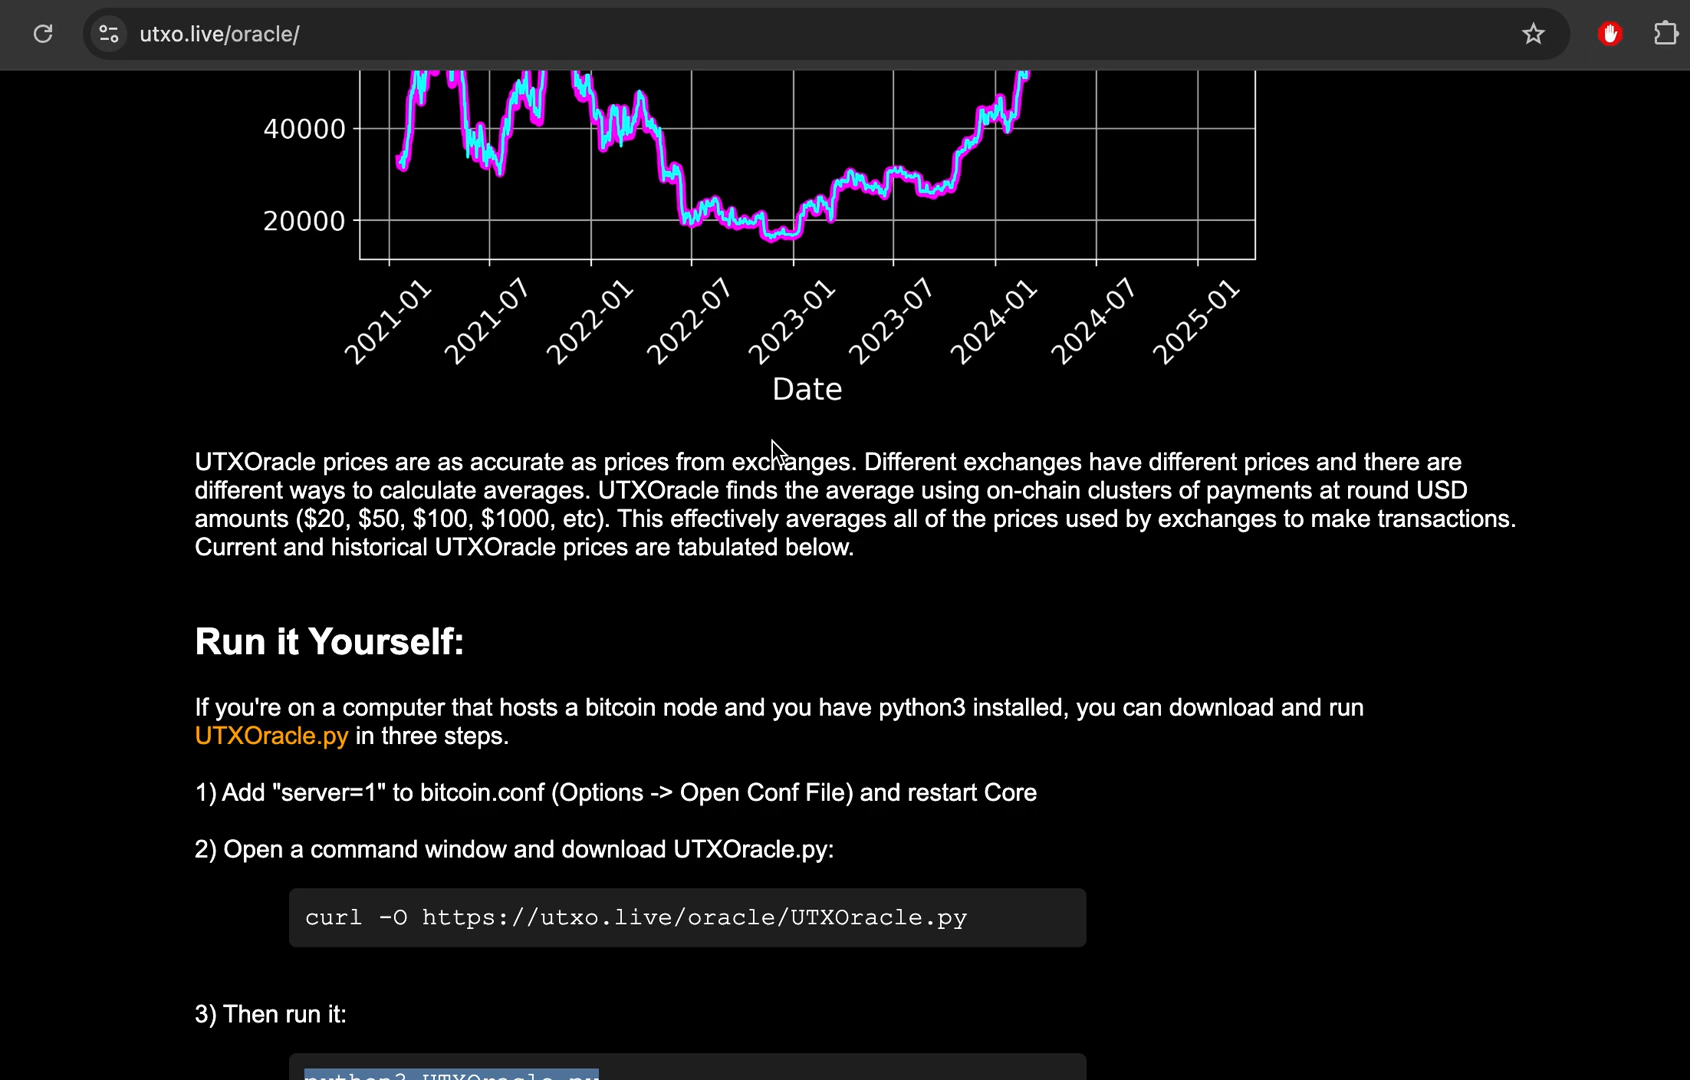 utxo.live/oracle/
40000
20000
2021-01
2021-07
2022-01
2022-07
2023-01
2023-07
2024-01
2024-07
2025-01
Date
UTXOracle prices are as accurate as prices from exchanges. Different exchanges have different prices and there are
different ways to calculate averages. UTXOracle finds the average using on-chain clusters of payments at round USD
amounts ($20, $50, $100, $1000, etc). This effectively averages all of the prices used by exchanges to make transactions.
Current and historical UTXOracle prices are tabulated below.
Run it Yourself:
If you're on a computer that hosts a bitcoin node and you have python3 installed, you can download and run
UTXOracle.py in three steps.
1) Add "server=1" to bitcoin.conf (Options -> Open Conf File) and restart Core
2) Open a command window and download UTXOracle.py:
curl -O https://utxo.live/oracle/UTXOracle.py
3) Then run it:
python3 UTXOracle.py